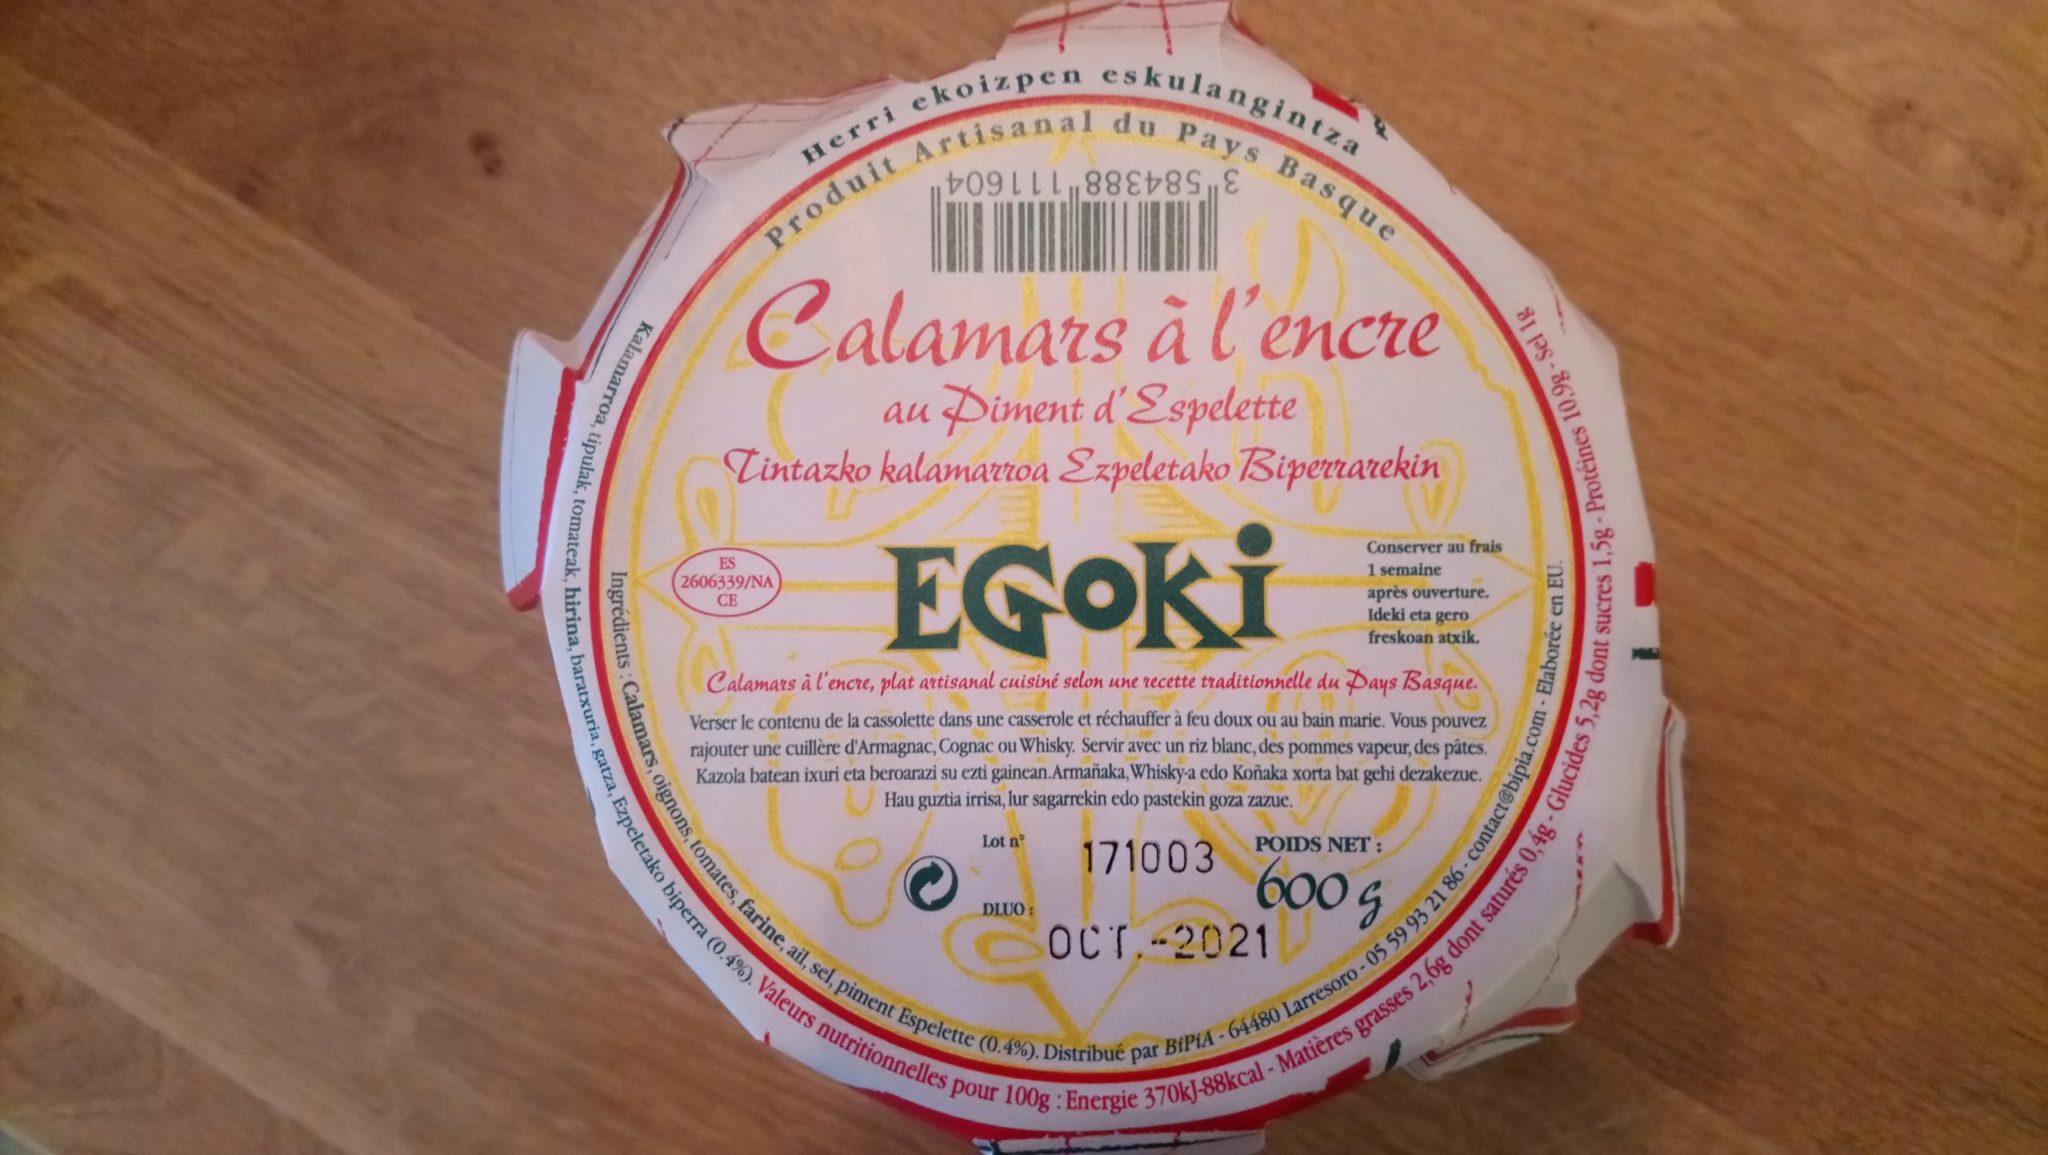 Herri ekoizpen eskulangintza
Produit Artisanal du Pays Basque
3 584388 111604
Calamars à l'encre
au Piment d'Espelette
Tintazko kalamarroa Ezpeletako Biperrarekin
ES
2606339/NA
CE
EGOKi
Conserver au frais
1 semaine
après ouverture.
Ideki eta gero
freskoan atxik.
Calamars à l'encre, plat artisanal cuisiné selon une recette traditionnelle du Pays Basque.
Verser le contenu de la cassolette dans une casserole et réchauffer à feu doux ou au bain marie. Vous pouvez
rajouter une cuillère d'Armagnac, Cognac ou Whisky. Servir avec un riz blanc, des pommes vapeur, des pâtes.
Kazola batean ixuri eta beroarazi su ezti gainean. Armañaka, Whisky-a edo Koñaka xorta bat gehi dezakezue.
Hau guztia irrisa, lur sagarrekin edo pastekin goza zazue.
Lot n°
171003
POIDS NET :
600 g
DLUO :
OCT.-2021
Ingrédients : Calamars, oignons, tomates, farine, ail, sel, piment Espelette (0.4%). Distribué par BiPiA - 64480 Larressoro - 05 59 93 21 86 - contact@bipia.com - Elaborée en EU.
Kalamarroa, tipulak, tomateak, hirina, baratxuria, gatza, Ezpeletako biperra (0.4%). Valeurs nutritionnelles pour 100g : Energie 370kJ-88kcal - Matières grasses 2,6g dont saturés 0,4g - Glucides 5,2g dont sucres 1,5g - Protéines 10,9g - Sel 1g